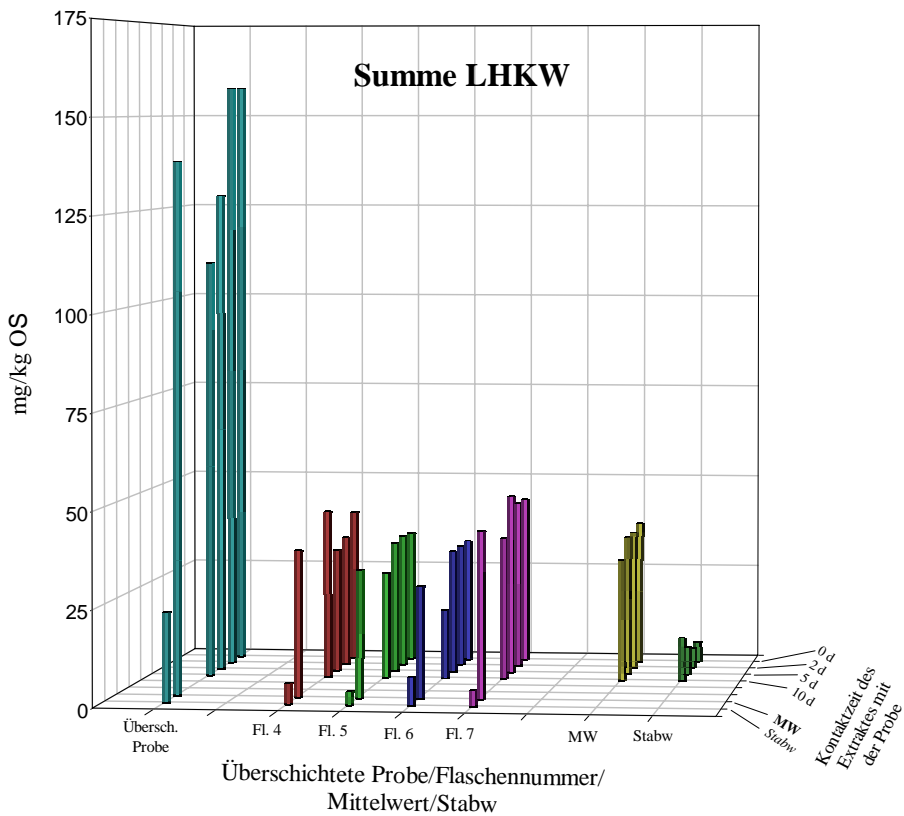 Summe LHKW
175
150
125
100
75
50
25
0
mg/kg OS
Übersch.
Probe
Fl. 4
Fl. 5
Fl. 6
Fl. 7
MW
Stabw
0 d
2 d
5 d
10 d
MW
Stabw
Kontaktzeit des
Extraktes mit
der Probe
Überschichtete Probe/Flaschennummer/
Mittelwert/Stabw